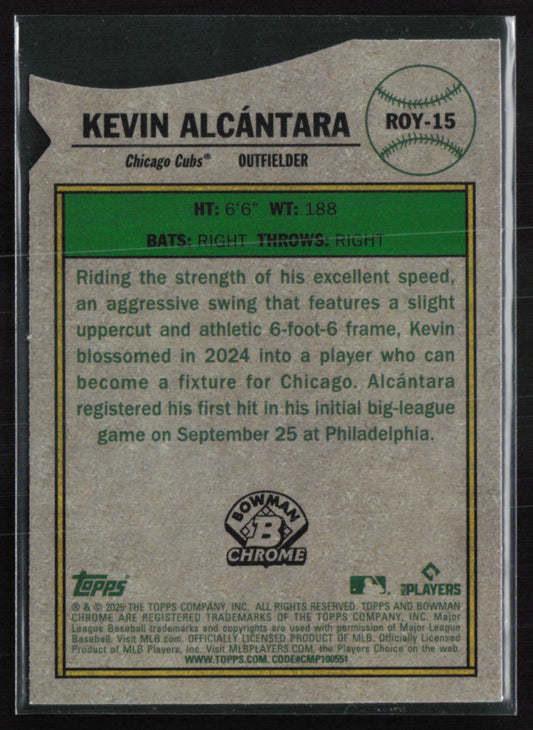 KEVIN ALCÁNTARA
ROY-15
Chicago Cubs® OUTFIELDER
HT: 6'6" WT: 188
BATS: RIGHT THROWS: RIGHT
Riding the strength of his excellent speed,
an aggressive swing that features a slight
uppercut and athletic 6-foot-6 frame, Kevin
blossomed in 2024 into a player who can
become a fixture for Chicago. Alcántara
registered his first hit in his initial big-league
game on September 25 at Philadelphia.
BOWMAN
B
CHROME
topps
PLAYERS
® & © 2025 THE TOPPS COMPANY, INC. ALL RIGHTS RESERVED. TOPPS AND BOWMAN
CHROME ARE REGISTERED TRADEMARKS OF THE TOPPS COMPANY, INC. Major
League Baseball trademarks and copyrights are used with permission of Major League
Baseball. Visit MLB.com. OFFICIALLY LICENSED PRODUCT OF MLB. Officially Licensed
Product of MLB Players, Inc. Visit MLBPLAYERS.com, the Players Choice on the web.
WWW.TOPPS.COM. CODE#CMP100551